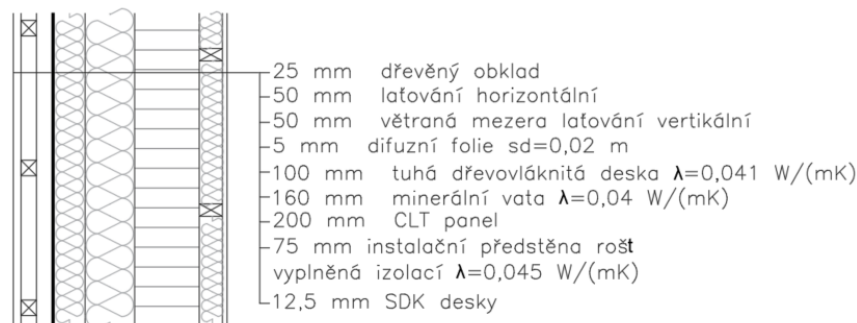 25 mm dřevěný obklad
50 mm laťování horizontální
50 mm větraná mezera laťování vertikální
5 mm difuzní folie sd=0,02 m
100 mm tuhá dřevovláknitá deska λ=0,041 W/(mK)
160 mm minerální vata λ=0,04 W/(mK)
200 mm CLT panel
75 mm instalační předstěna rošt
vyplněná izolací λ=0,045 W/(mK)
12,5 mm SDK desky